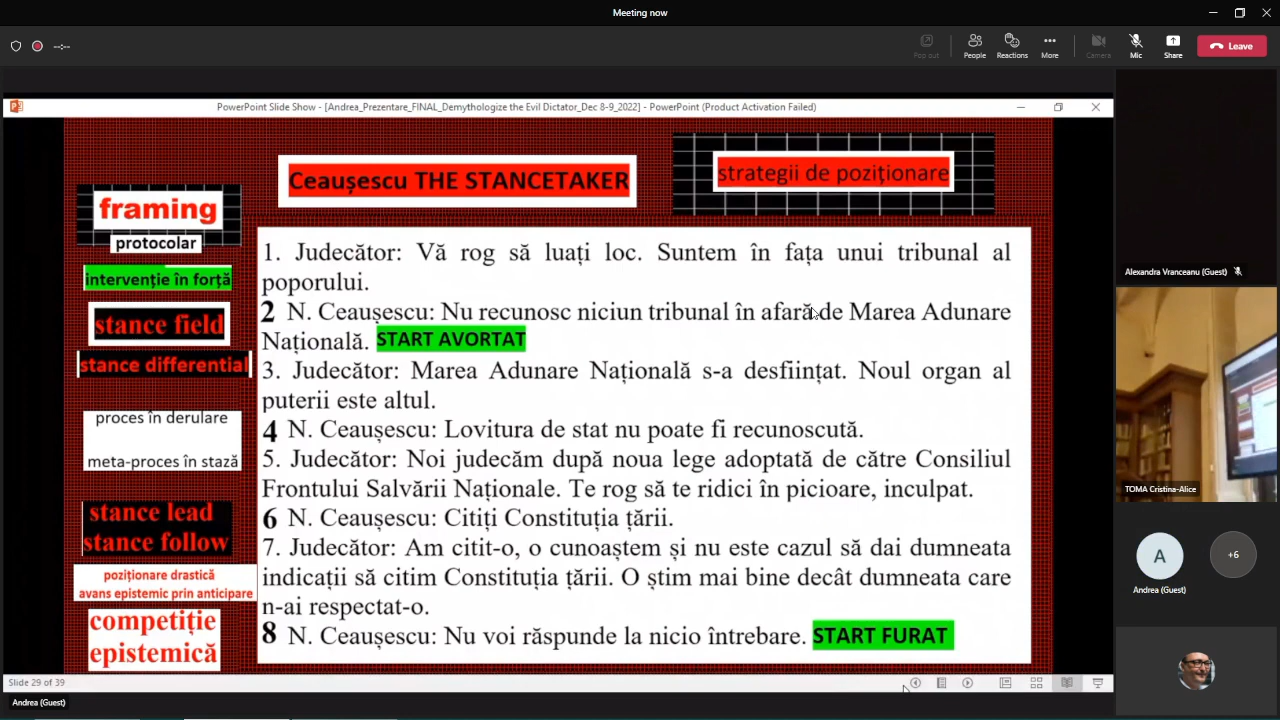 Meeting now
--:--
Pop out
People
Reactions
More
Camera
Mic
Share
Leave
PowerPoint Slide Show - [Andrea_Prezentare_FINAL_Demythologize the Evil Dictator_Dec 8-9_2022] - PowerPoint (Product Activation Failed)
Ceaușescu THE STANCETAKER
strategii de poziționare
framing
protocolar
intervenție în forță
stance field
stance differential
proces în derulare
meta-proces în stază
stance lead
stance follow
poziționare drastică
avans epistemic prin anticipare
competiție
epistemică
1. Judecător: Vă rog să luați loc. Suntem în fața unui tribunal al
poporului.
2 N. Ceaușescu: Nu recunosc niciun tribunal în afară de Marea Adunare
Națională. START AVORTAT
3. Judecător: Marea Adunare Națională s-a desființat. Noul organ al
puterii este altul.
4 N. Ceaușescu: Lovitura de stat nu poate fi recunoscută.
5. Judecător: Noi judecăm după noua lege adoptată de către Consiliul
Frontului Salvării Naționale. Te rog să te ridici în picioare, inculpat.
6 N. Ceaușescu: Citiți Constituția țării.
7. Judecător: Am citit-o, o cunoaștem și nu este cazul să dai dumneata
indicații să citim Constituția țării. O știm mai bine decât dumneata care
n-ai respectat-o.
8 N. Ceaușescu: Nu voi răspunde la nicio întrebare. START FURAT
Slide 29 of 39
Andrea (Guest)
Alexandra Vranceanu (Guest)
TOMA Cristina-Alice
A
+6
Andrea (Guest)